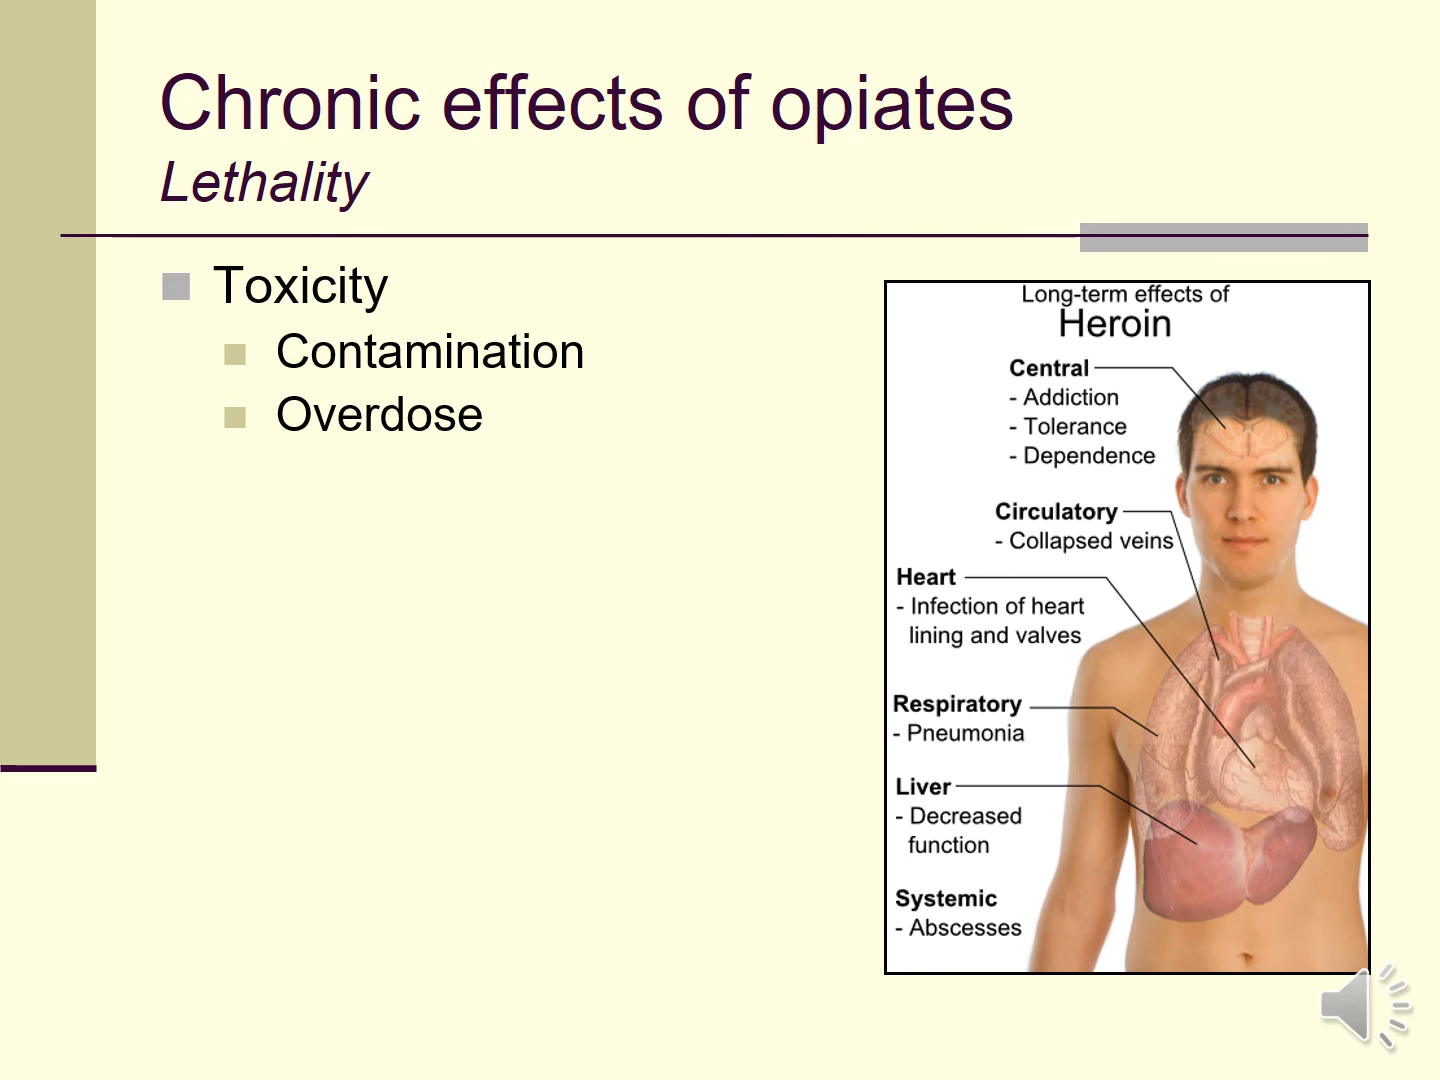 Chronic effects of opiates
Lethality
Toxicity
Contamination
Overdose
Long-term effects of
Heroin
Central
- Addiction
- Tolerance
- Dependence
Circulatory
- Collapsed veins
Heart
- Infection of heart
lining and valves
Respiratory
- Pneumonia
Liver
- Decreased
function
Systemic
- Abscesses